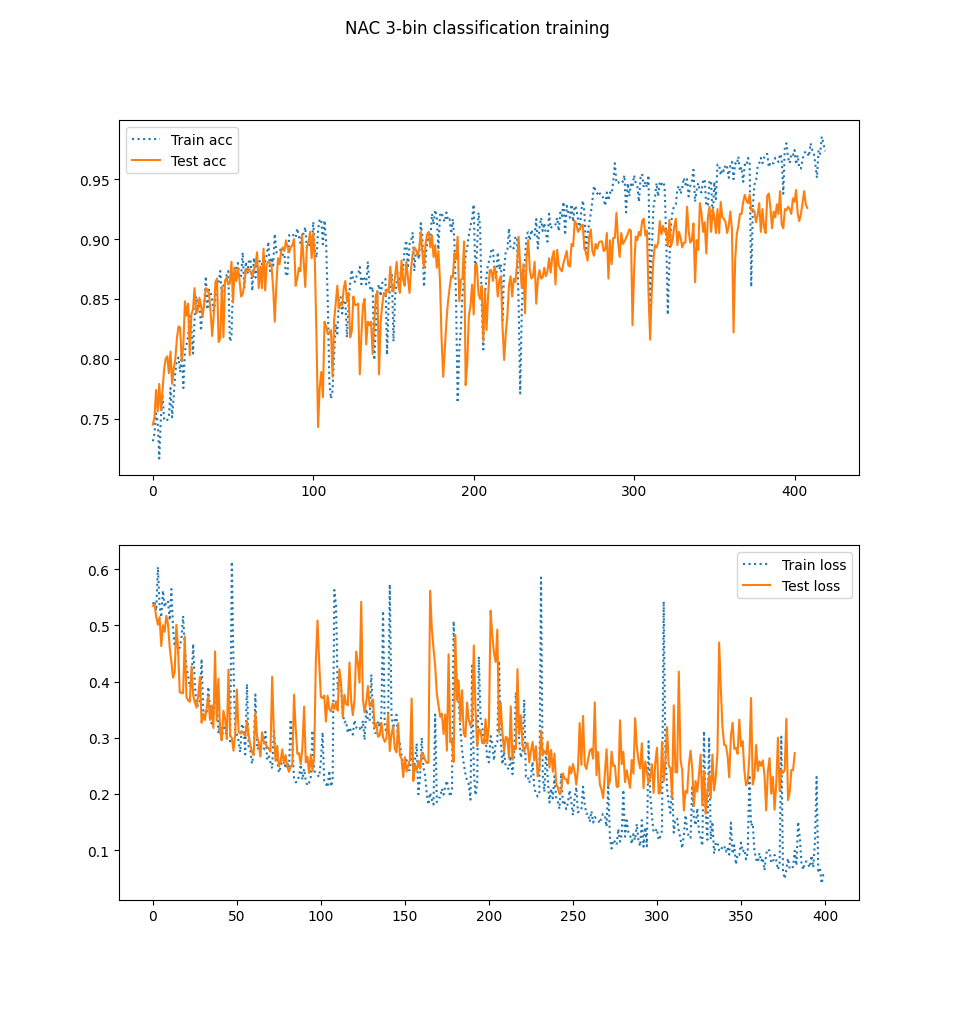 NAC 3-bin classification training
Train acc
Test acc
0.95
0.90
0.85
0.80
0.75
0 100 200 300 400
Train loss
Test loss
0.6
0.5
0.4
0.3
0.2
0.1
0 50 100 150 200 250 300 350 400